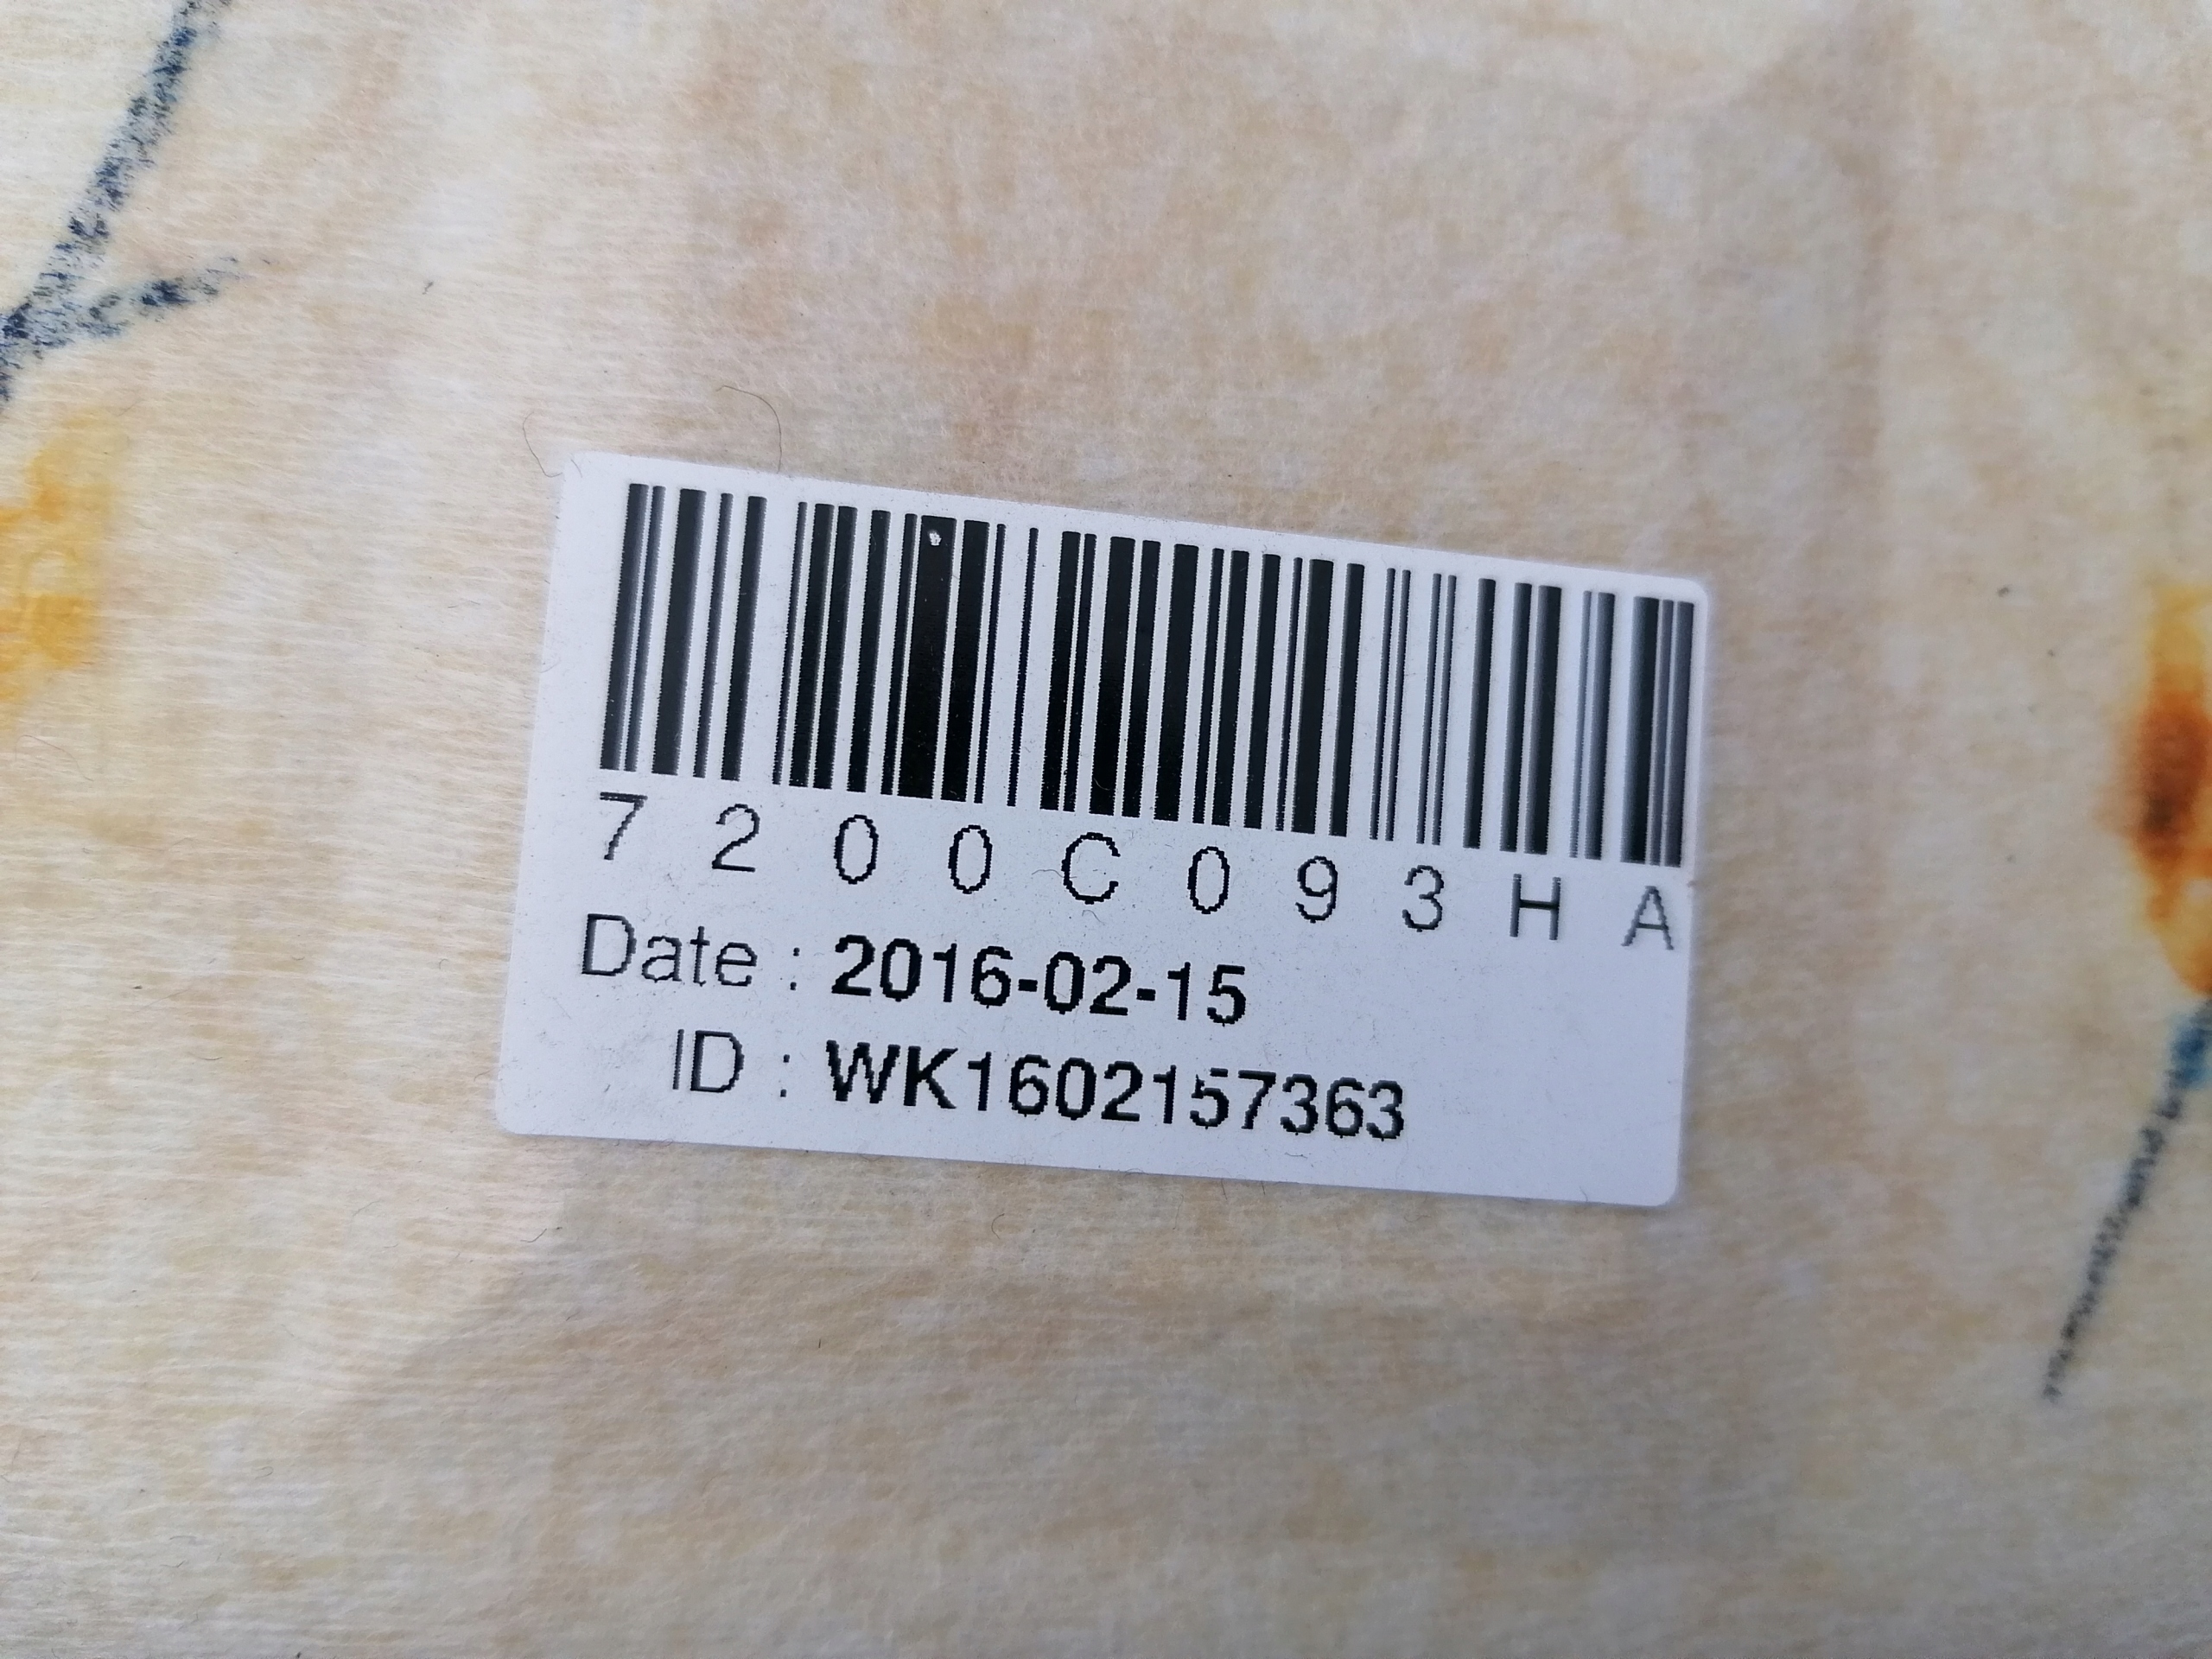 7200C093HA
Date : 2016-02-15
ID : WK1602157363